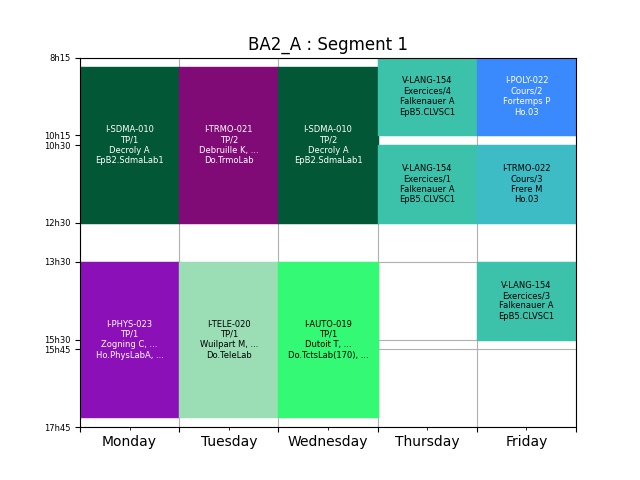 BA2_A : Segment 1
8h15
10h15
10h30
12h30
13h30
15h30
15h45
17h45
I-SDMA-010
TP/1
Decroly A
EpB2.SdmaLab1
I-TRMO-021
TP/2
Debruille K, ...
Do.TrmoLab
I-SDMA-010
TP/2
Decroly A
EpB2.SdmaLab1
V-LANG-154
Exercices/4
Falkenauer A
EpB5.CLVSC1
I-POLY-022
Cours/2
Fortemps P
Ho.03
V-LANG-154
Exercices/1
Falkenauer A
EpB5.CLVSC1
I-TRMO-022
Cours/3
Frere M
Ho.03
I-PHYS-023
TP/1
Zogning C, ...
Ho.PhysLabA, ...
I-TELE-020
TP/1
Wuilpart M, ...
Do.TeleLab
I-AUTO-019
TP/1
Dutoit T, ...
Do.TctsLab(170), ...
V-LANG-154
Exercices/3
Falkenauer A
EpB5.CLVSC1
Monday
Tuesday
Wednesday
Thursday
Friday